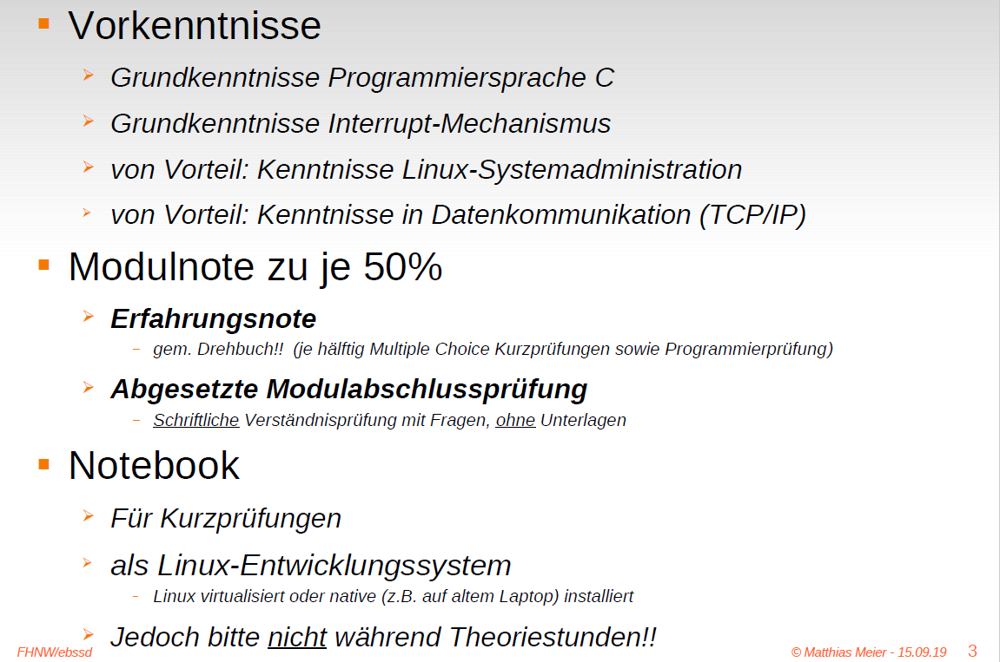 Vorkenntnisse
Grundkenntnisse Programmiersprache C
Grundkenntnisse Interrupt-Mechanismus
von Vorteil: Kenntnisse Linux-Systemadministration
von Vorteil: Kenntnisse in Datenkommunikation (TCP/IP)
Modulnote zu je 50%
Erfahrungsnote
– gem. Drehbuch!! (je hälftig Multiple Choice Kurzprüfungen sowie Programmierprüfung)
Abgesetzte Modulabschlussprüfung
– Schriftliche Verständnisprüfung mit Fragen, ohne Unterlagen
Notebook
Für Kurzprüfungen
als Linux-Entwicklungssystem
– Linux virtualisiert oder native (z.B. auf altem Laptop) installiert
Jedoch bitte nicht während Theoriestunden!!
FHNW/ebssd
© Matthias Meier - 15.09.19 3